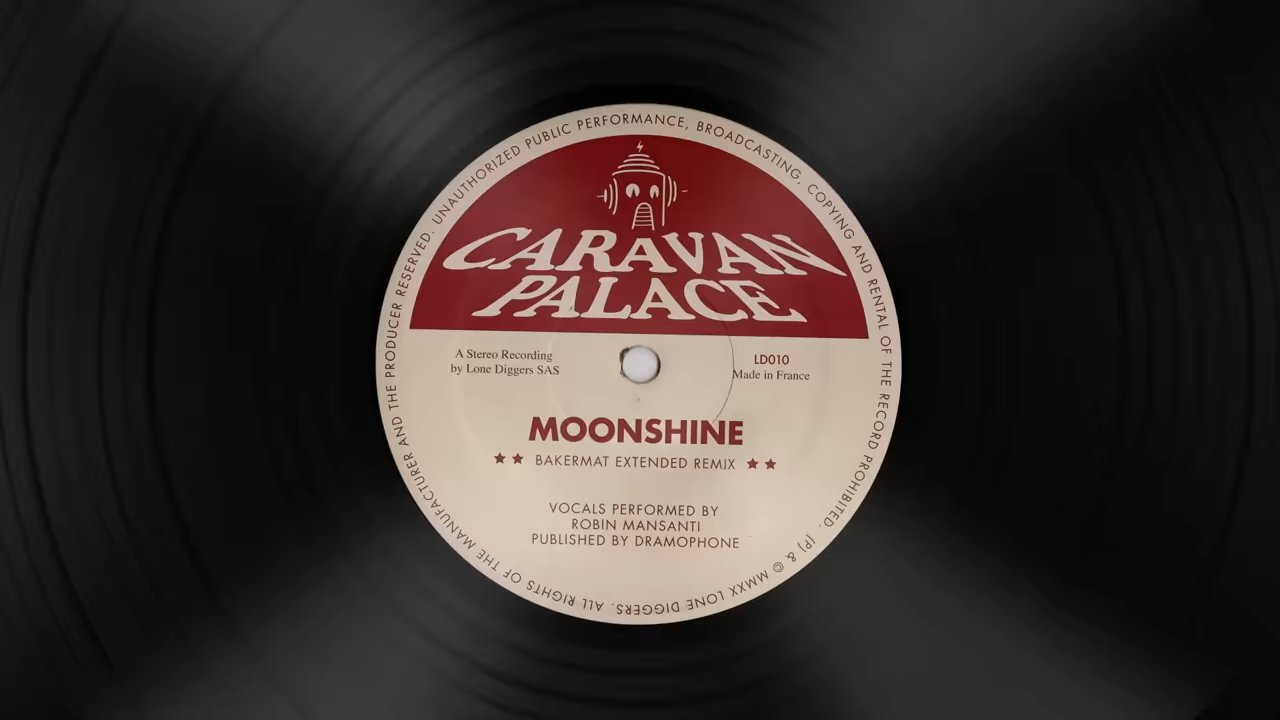 CARAVAN
PALACE
A Stereo Recording
by Lone Diggers SAS
LD010
Made in France
MOONSHINE
★★ BAKERMAT EXTENDED REMIX ★★
VOCALS PERFORMED BY
ROBIN MANSANTI
PUBLISHED BY DRAMOPHONE
(P) & © MMXX LONE DIGGERS. ALL RIGHTS OF THE MANUFACTURER AND THE PRODUCER RESERVED. UNAUTHORIZED PUBLIC PERFORMANCE, BROADCASTING, COPYING AND RENTAL OF THE RECORD PROHIBITED.